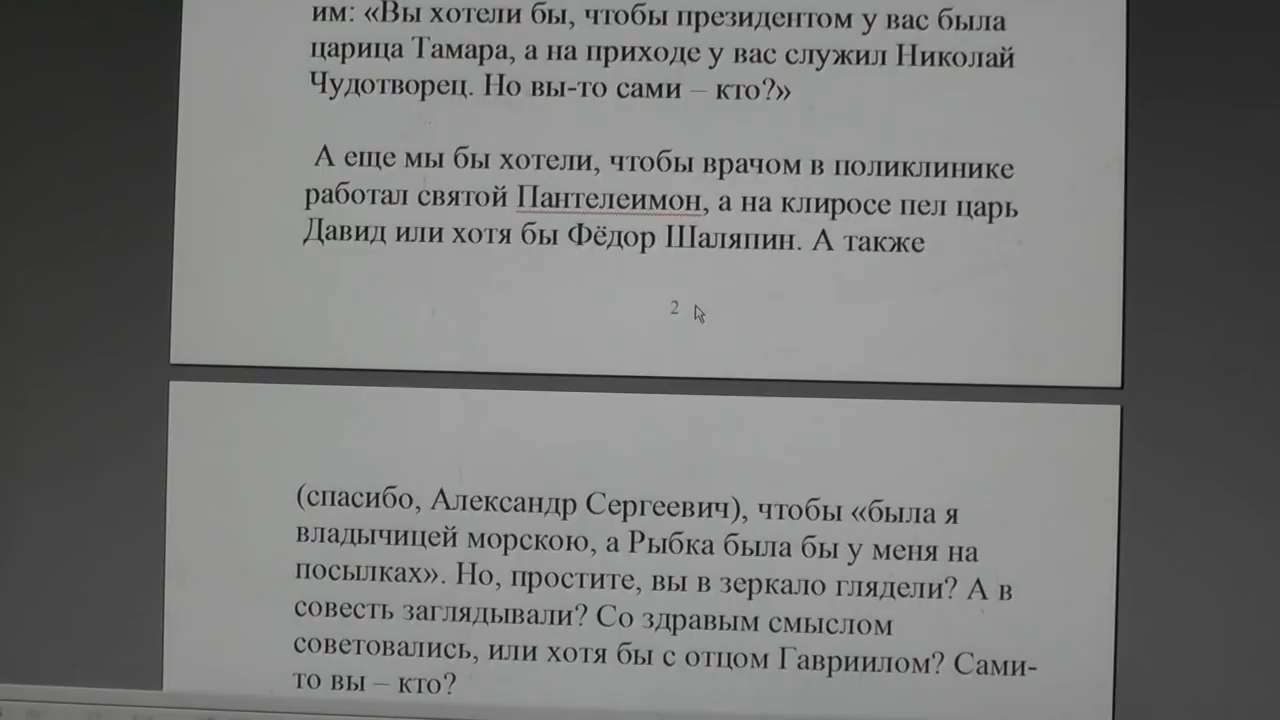 им: «Вы хотели бы, чтобы президентом у вас была
царица Тамара, а на приходе у вас служил Николай
Чудотворец. Но вы-то сами – кто?»
А еще мы бы хотели, чтобы врачом в поликлинике
работал святой Пантелеимон, а на клиросе пел царь
Давид или хотя бы Фёдор Шаляпин. А также
2
(спасибо, Александр Сергеевич), чтобы «была я
владычицей морскою, а Рыбка была бы у меня на
посылках». Но, простите, вы в зеркало глядели? А в
совесть заглядывали? Со здравым смыслом
советовались, или хотя бы с отцом Гавриилом? Сами-
то вы – кто?